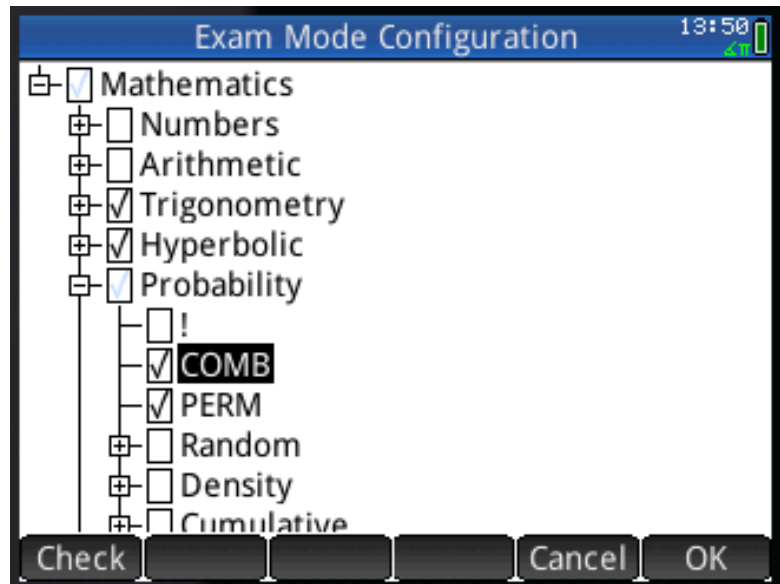 Exam Mode Configuration 13:50
∡π
Mathematics
Numbers
Arithmetic
Trigonometry
Hyperbolic
Probability
!
COMB
PERM
Random
Density
Cumulative
Check Cancel OK